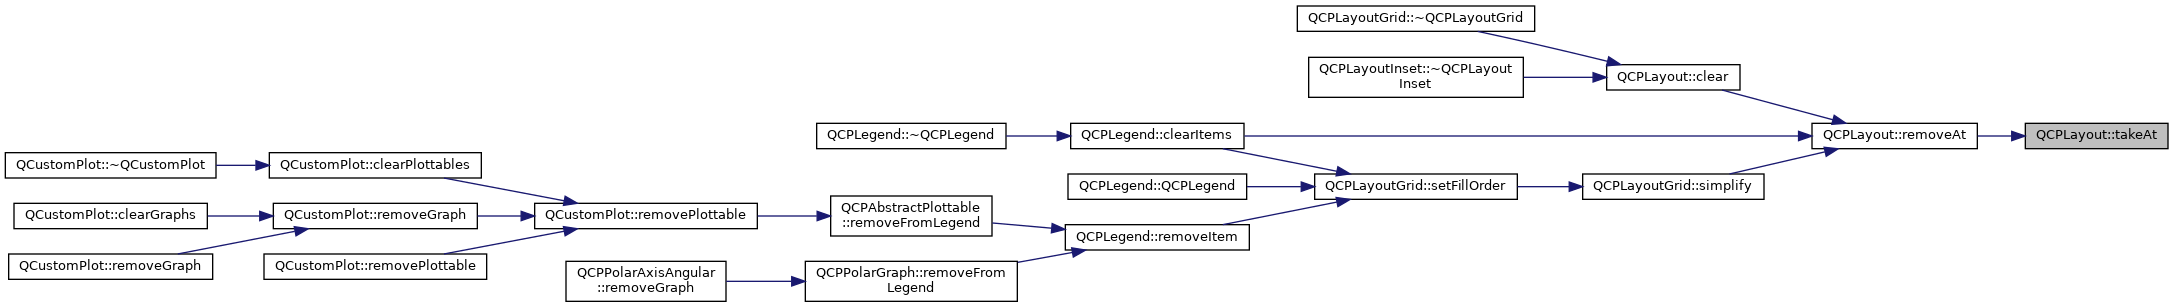 QCPLayoutGrid::~QCPLayoutGrid
QCPLayoutInset::~QCPLayout
Inset
QCPLayout::clear
QCPLegend::~QCPLegend
QCPLegend::clearItems
QCPLayout::removeAt
QCPLayout::takeAt
QCustomPlot::~QCustomPlot
QCustomPlot::clearPlottables
QCPLegend::QCPLegend
QCPLayoutGrid::setFillOrder
QCPLayoutGrid::simplify
QCustomPlot::clearGraphs
QCustomPlot::removeGraph
QCustomPlot::removePlottable
QCPAbstractPlottable
::removeFromLegend
QCPLegend::removeItem
QCustomPlot::removeGraph
QCustomPlot::removePlottable
QCPPolarAxisAngular
::removeGraph
QCPPolarGraph::removeFrom
Legend